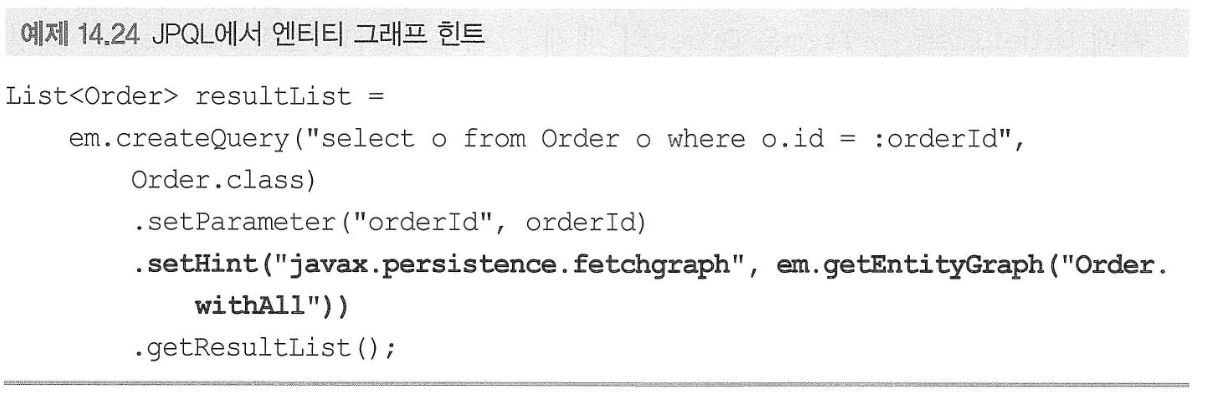 예제 14.24 JPQL에서 엔티티 그래프 힌트
List<Order> resultList =
em.createQuery("select o from Order o where o.id = :orderId",
Order.class)
.setParameter("orderId", orderId)
.setHint("javax.persistence.fetchgraph", em.getEntityGraph("Order.
withAll"))
.getResultList();